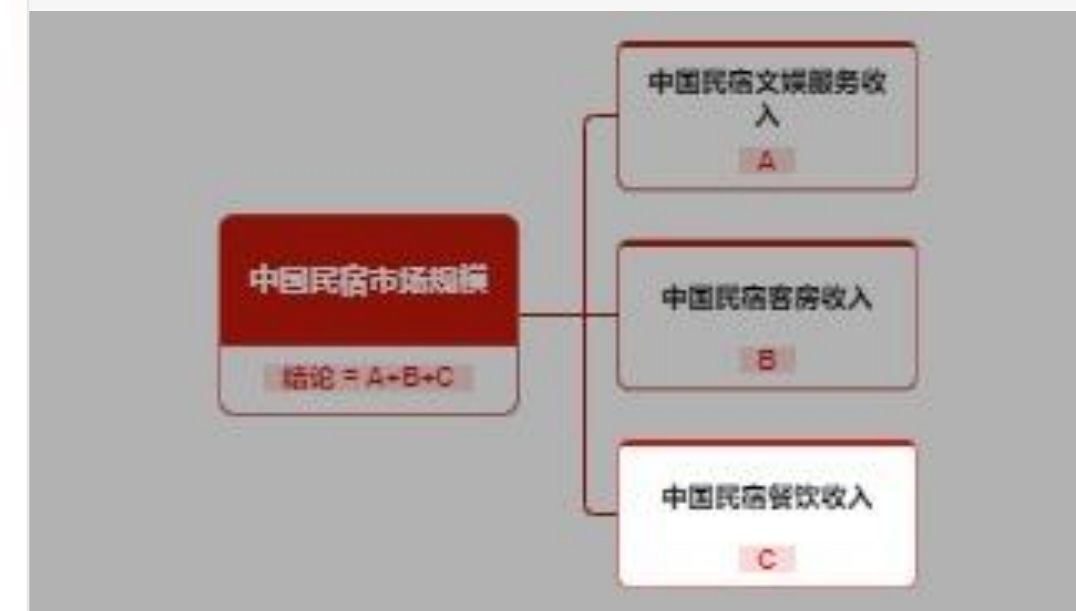 中国民宿文娱服务收
入
A
中国民宿市场规模
结论 = A+B+C
中国民宿客房收入
B
中国民宿餐饮收入
C